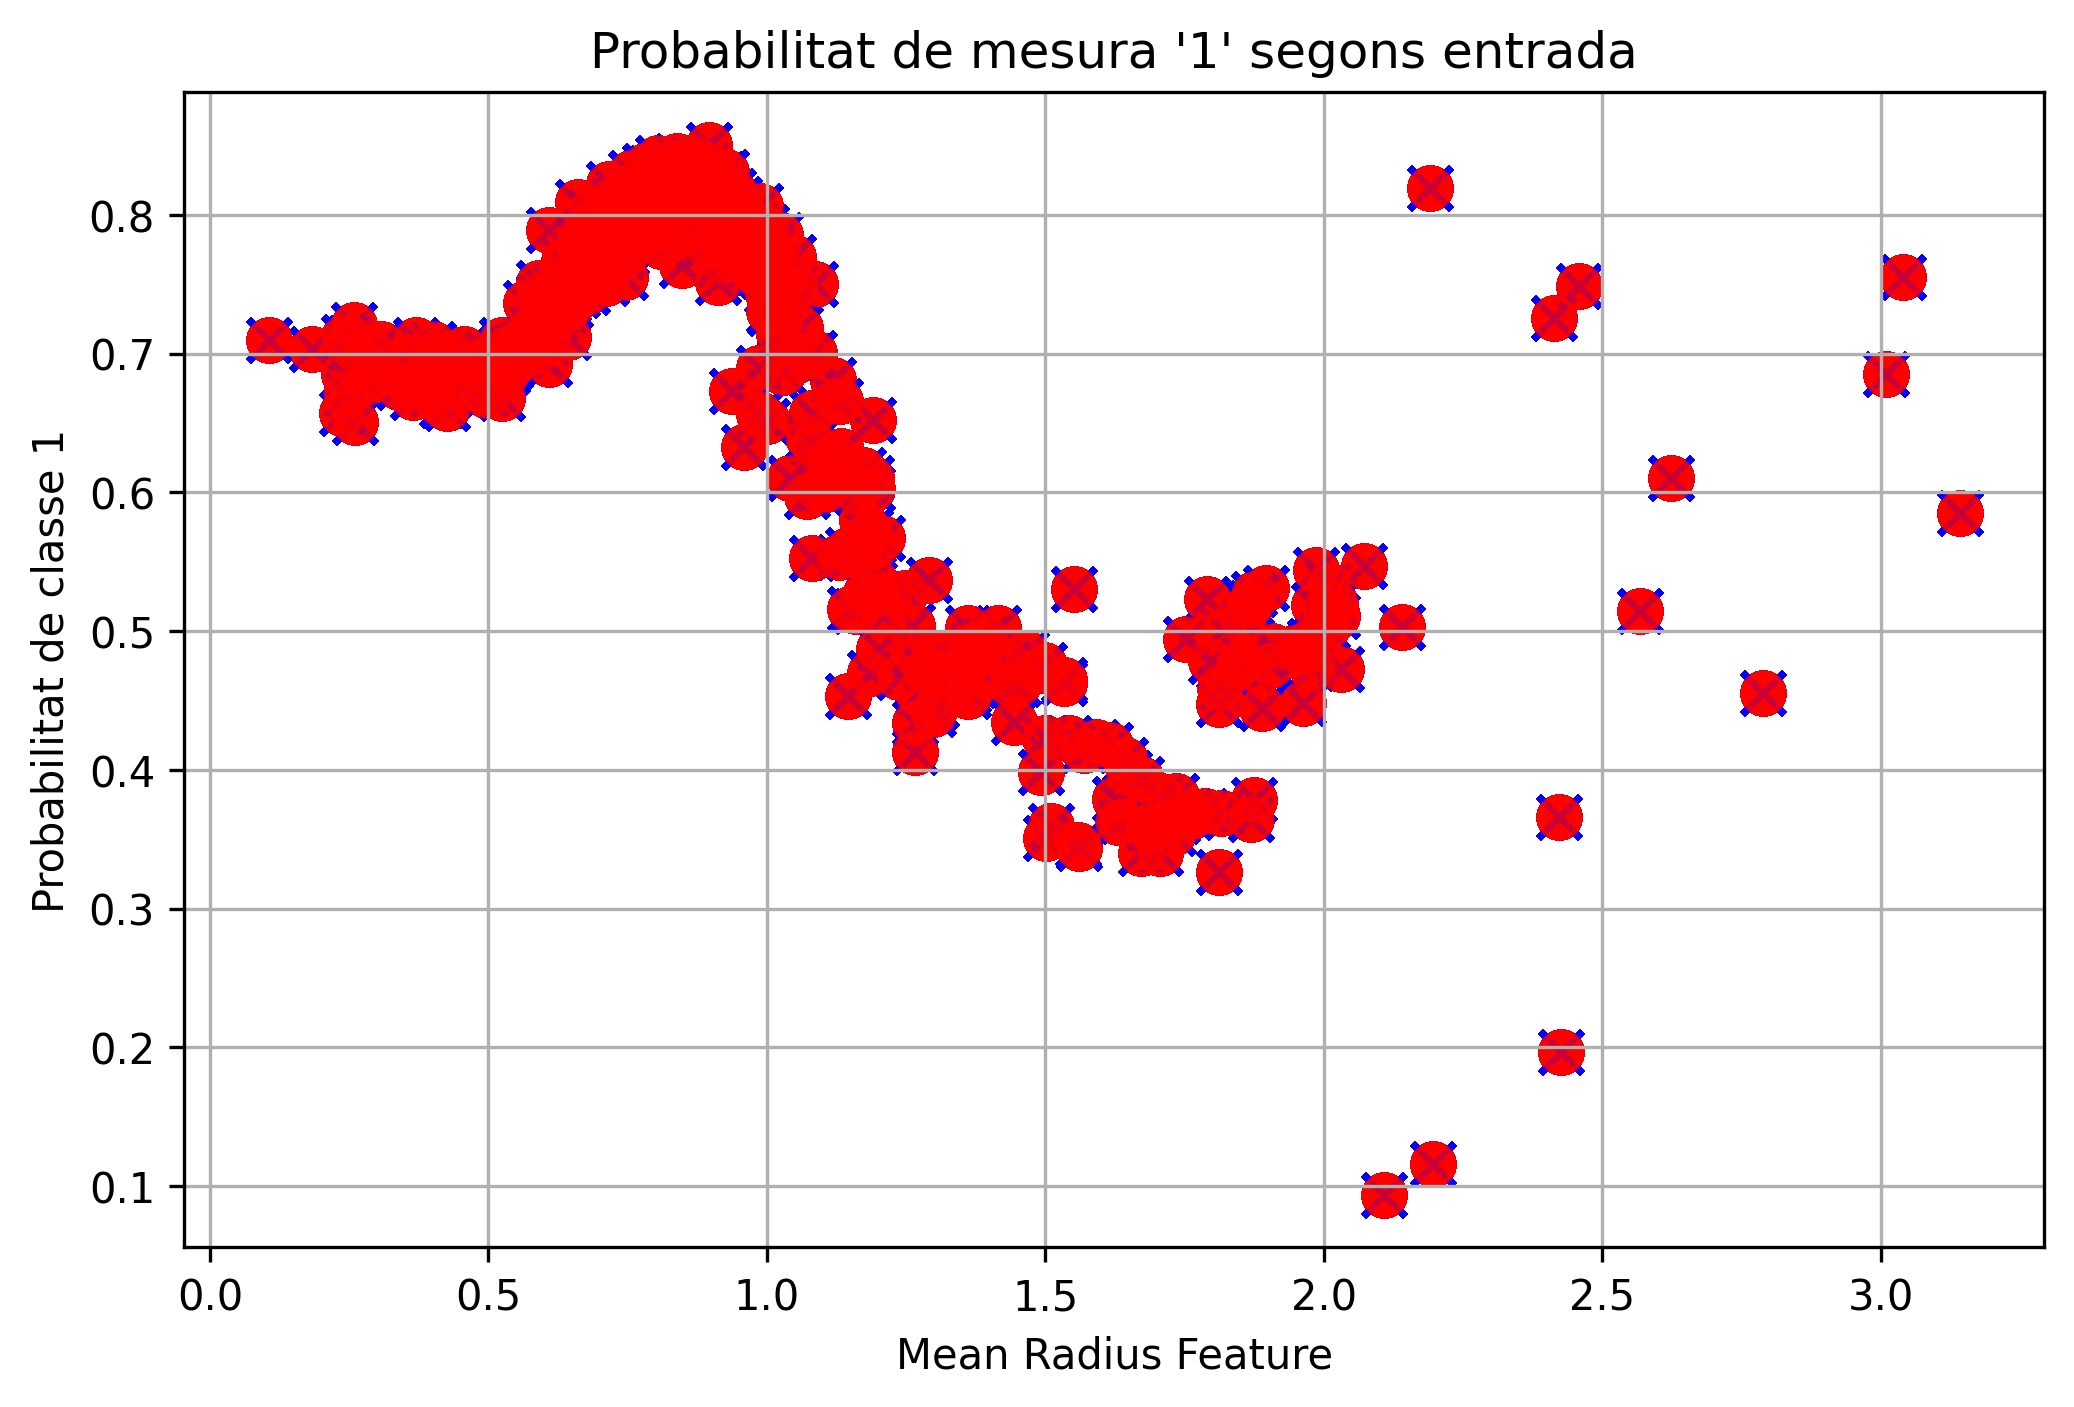 Probabilitat de mesura '1' segons entrada
Probabilitat de classe 1
0.8
0.7
0.6
0.5
0.4
0.3
0.2
0.1
0.0 0.5 1.0 1.5 2.0 2.5 3.0
Mean Radius Feature